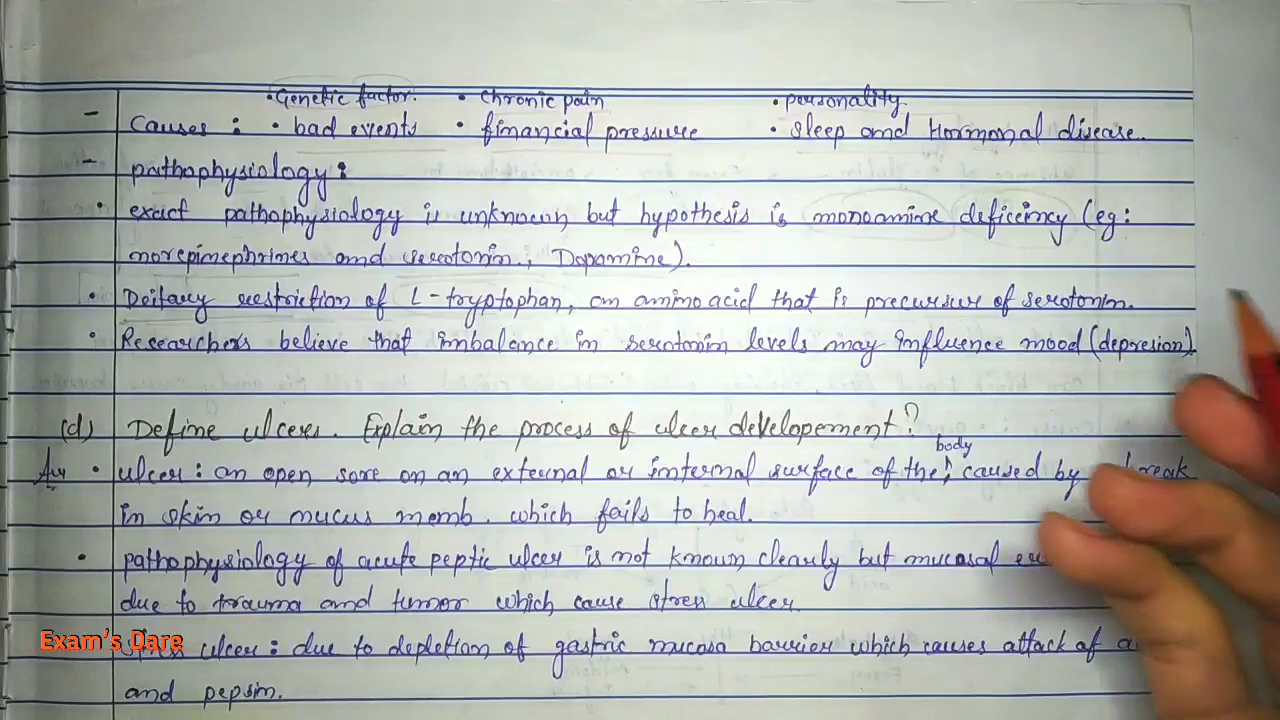 • Genetic factor. • chronic pain • personality.
- Causes : • bad events • financial pressure • sleep and Hormonal disease.
- pathophysiology :
• exact pathophysiology is unknown but hypothesis is monoamine deficincy (eg:
norepinephrines and serotonin, Dopamine).
• Deitary restriction of L-tryptophan, an amino acid that is precursur of serotonin.
• Researchers believe that imbalance in serotonin levels may influence mood (depresion)
(d) Define ulcers. Explain the process of ulcer developement?
body
Ans • ulcer : an open sore on an external or internal surface of the, caused by break
in skin or mucus memb. which fails to heal.
• pathophysiology of acute peptic ulcer is not known clearly but mucosal
due to trauma and tumor which cause stress ulcer.
Exam's Dare
stress ulcer : due to depletion of gastric mucosa barrier which causes attack of
and pepsin.